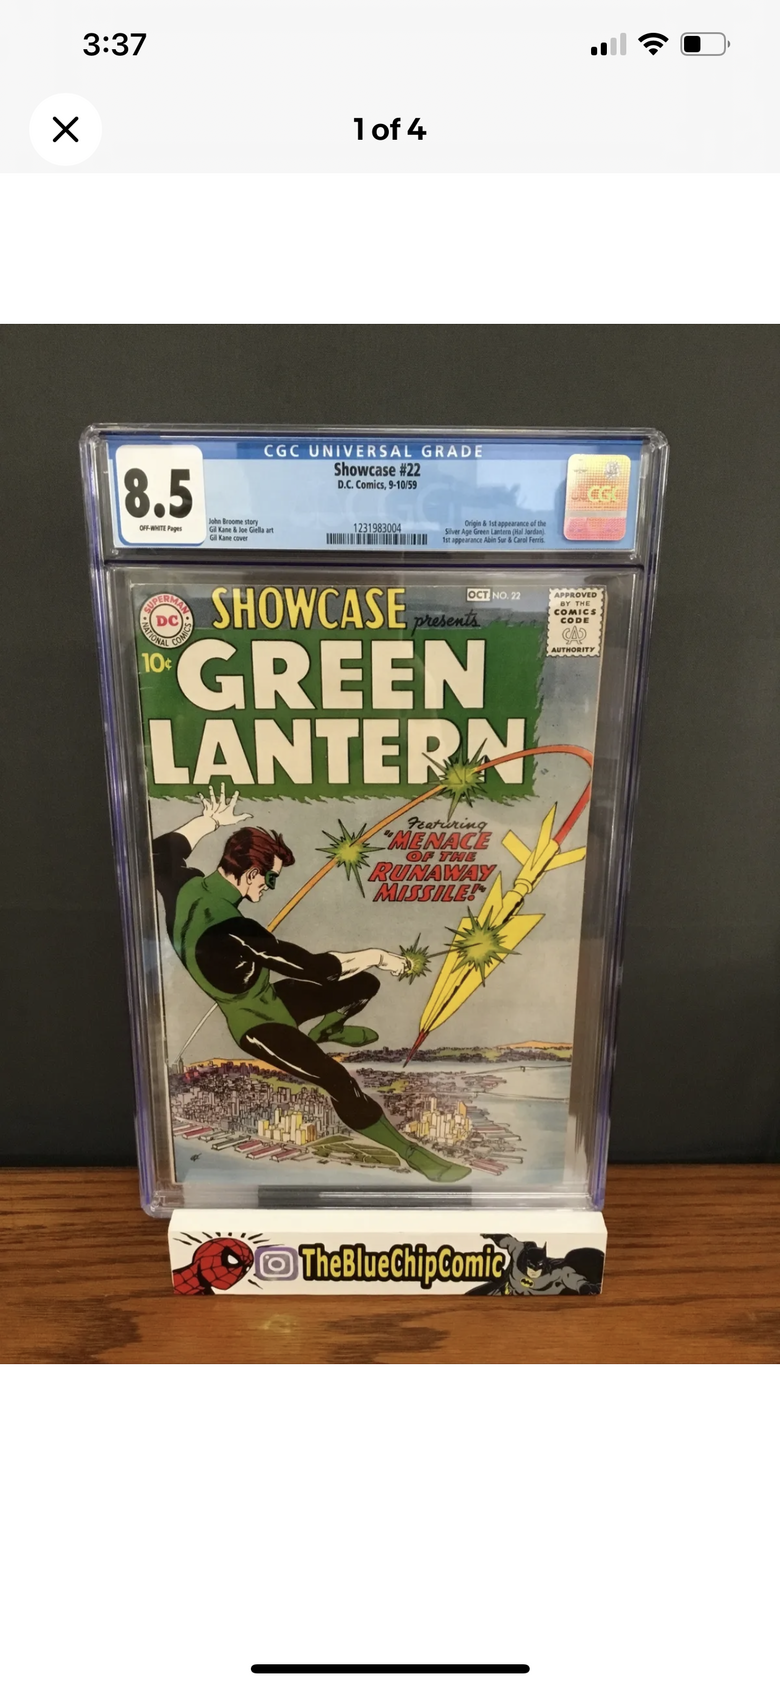 3:37
1 of 4
CGC UNIVERSAL GRADE
8.5
OFF-WHITE Pages
Showcase #22
D.C. Comics, 9-10/59
John Broome story
Gil Kane & Joe Giella art
Gil Kane cover
1231983004
Origin & 1st appearance of the
Silver Age Green Lantern (Hal Jordan).
1st appearance Abin Sur & Carol Ferris.
CGC
SUPERMAN
DC
NATIONAL COMICS
SHOWCASE
presents
OCT NO. 22
APPROVED
BY THE
COMICS
CODE
CA
AUTHORITY
10¢
GREEN
LANTERN
Featuring
"MENACE
OF THE
RUNAWAY
MISSILE!"
TheBlueChipComic